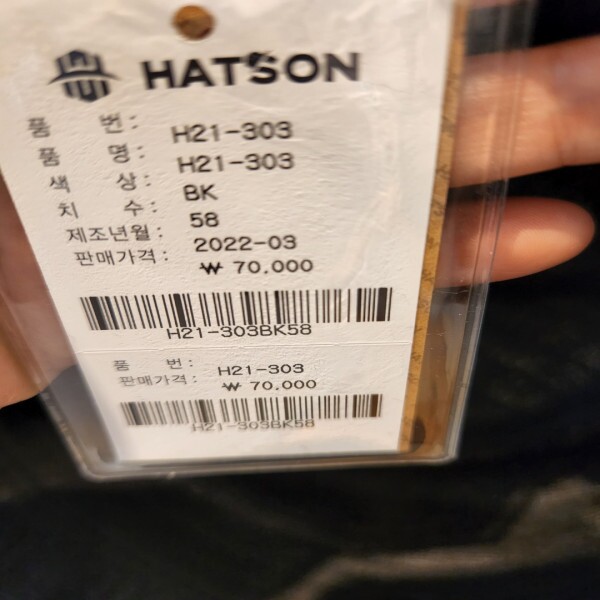 HAT'SON
품 번: H21-303
품 명: H21-303
색 상: BK
치 수: 58
제조년월: 2022-03
판매가격: ₩ 70,000
H21-303BK58
품 번: H21-303
판매가격: ₩ 70,000
H21-303BK58